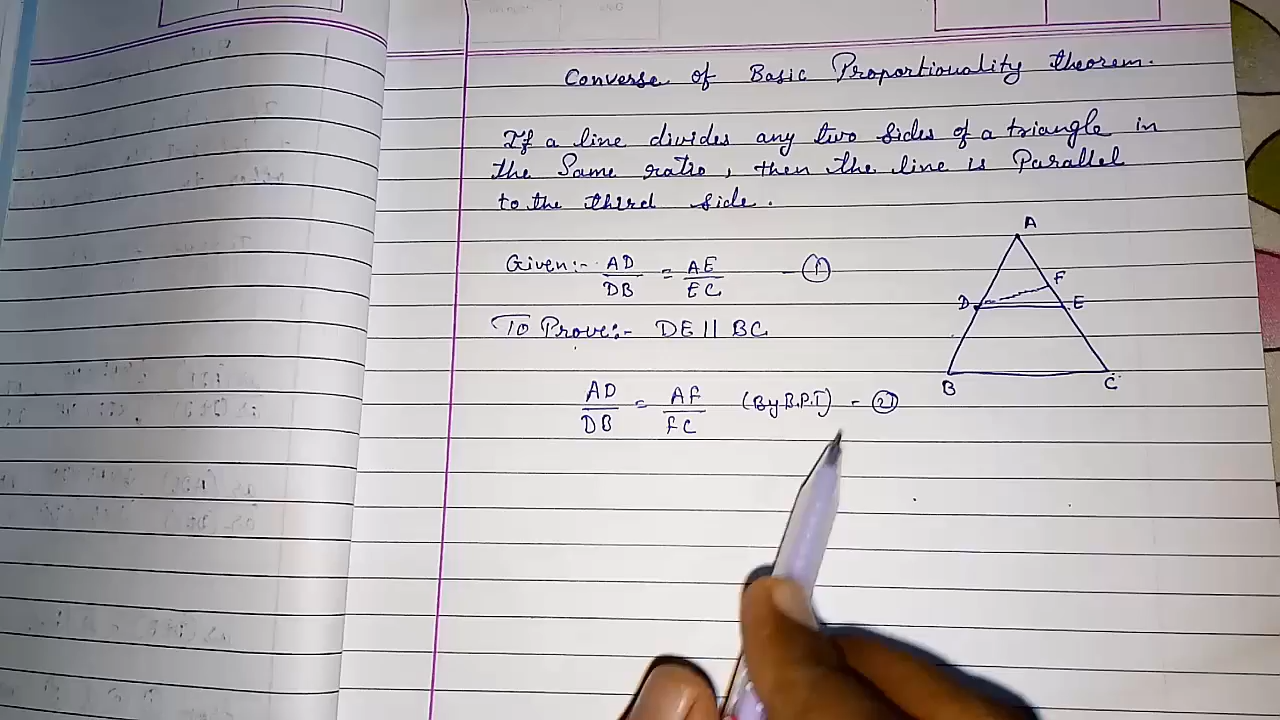 Converse of Basic Proportionality theorem.
If a line divides any two sides of a triangle in
the Same ratio, then the line is Parallel
to the third side.
Given:- AD/DB = AE/EC - ①
To Prove:- DE || BC
AD/DB = AF/FC (By B.P.T) - ②
A
F
D E
B C